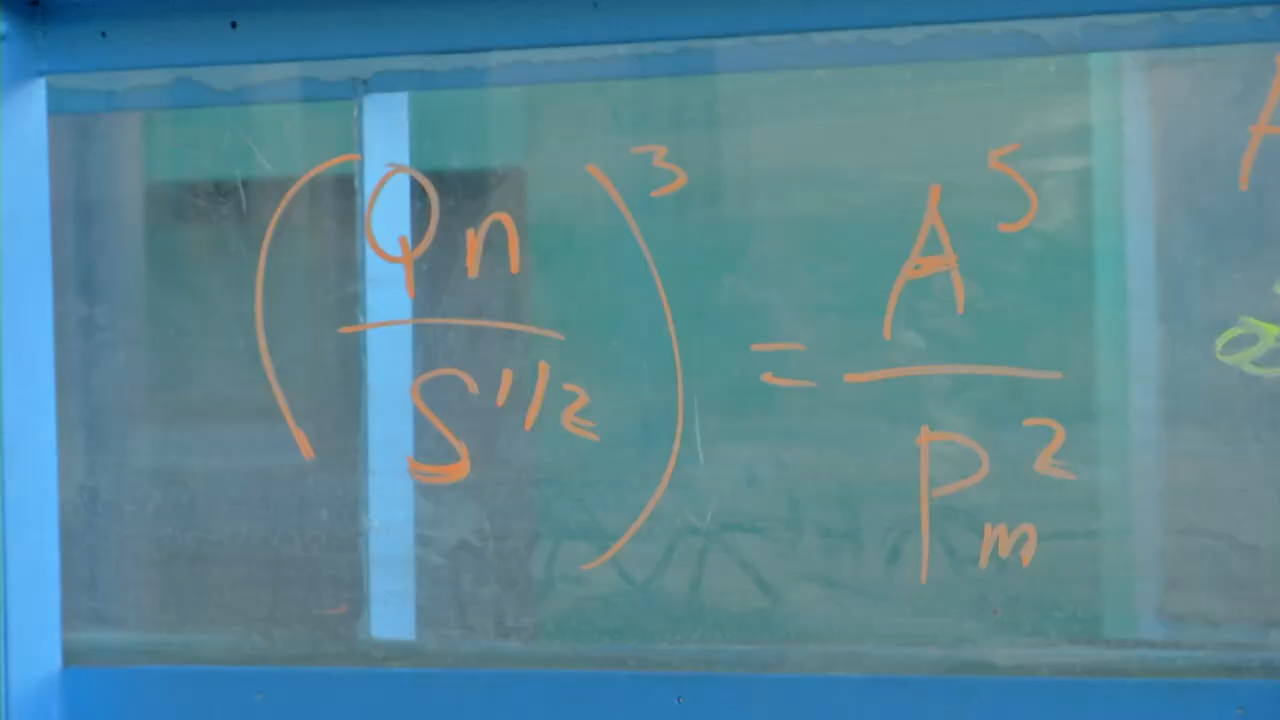 (Qn / S^1/2)^3 = A^5 / P_m^2